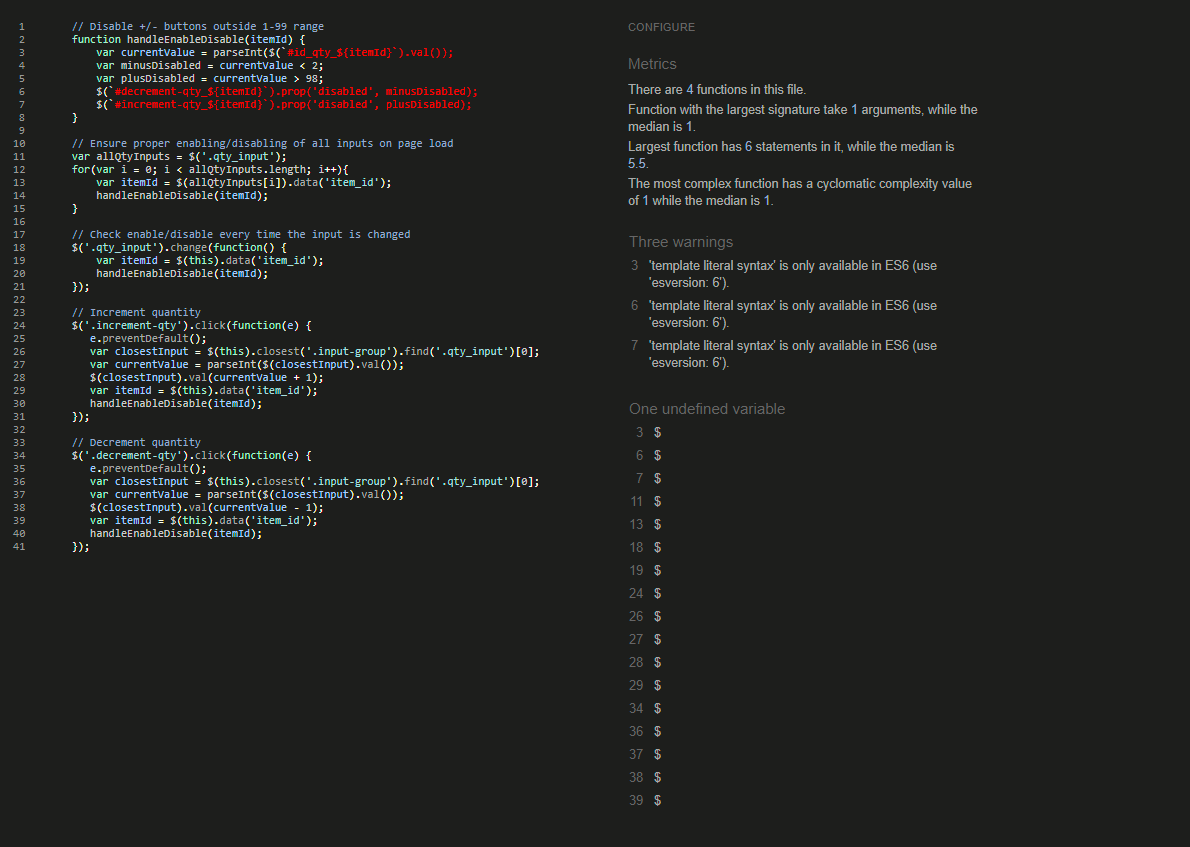 1 // Disable +/- buttons outside 1-99 range
2 function handleEnableDisable(itemId) {
3 var currentValue = parseInt($(`#id_qty_${itemId}`).val());
4 var minusDisabled = currentValue < 2;
5 var plusDisabled = currentValue > 98;
6 $(`#decrement-qty_${itemId}`).prop('disabled', minusDisabled);
7 $(`#increment-qty_${itemId}`).prop('disabled', plusDisabled);
8 }
9
10 // Ensure proper enabling/disabling of all inputs on page load
11 var allQtyInputs = $('.qty_input');
12 for(var i = 0; i < allQtyInputs.length; i++){
13 var itemId = $(allQtyInputs[i]).data('item_id');
14 handleEnableDisable(itemId);
15 }
16
17 // Check enable/disable every time the input is changed
18 $('.qty_input').change(function() {
19 var itemId = $(this).data('item_id');
20 handleEnableDisable(itemId);
21 });
22
23 // Increment quantity
24 $('.increment-qty').click(function(e) {
25 e.preventDefault();
26 var closestInput = $(this).closest('.input-group').find('.qty_input')[0];
27 var currentValue = parseInt($(closestInput).val());
28 $(closestInput).val(currentValue + 1);
29 var itemId = $(this).data('item_id');
30 handleEnableDisable(itemId);
31 });
32
33 // Decrement quantity
34 $('.decrement-qty').click(function(e) {
35 e.preventDefault();
36 var closestInput = $(this).closest('.input-group').find('.qty_input')[0];
37 var currentValue = parseInt($(closestInput).val());
38 $(closestInput).val(currentValue - 1);
39 var itemId = $(this).data('item_id');
40 handleEnableDisable(itemId);
41 });
CONFIGURE
Metrics
There are 4 functions in this file.
Function with the largest signature take 1 arguments, while the
median is 1.
Largest function has 6 statements in it, while the median is
5.5.
The most complex function has a cyclomatic complexity value
of 1 while the median is 1.
Three warnings
3 'template literal syntax' is only available in ES6 (use
'esversion: 6').
6 'template literal syntax' is only available in ES6 (use
'esversion: 6').
7 'template literal syntax' is only available in ES6 (use
'esversion: 6').
One undefined variable
3 $
6 $
7 $
11 $
13 $
18 $
19 $
24 $
26 $
27 $
28 $
29 $
34 $
36 $
37 $
38 $
39 $